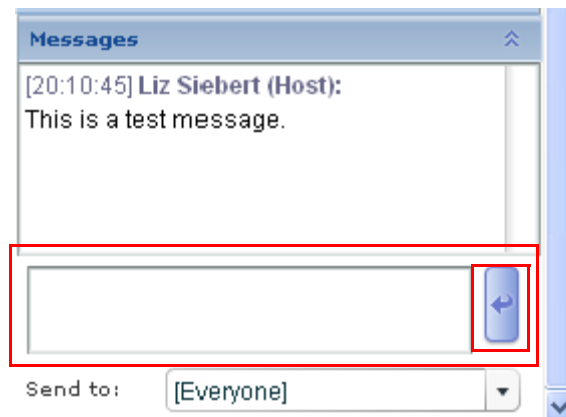 Messages
[20:10:45] Liz Siebert (Host):
This is a test message.
Send to: [Everyone]